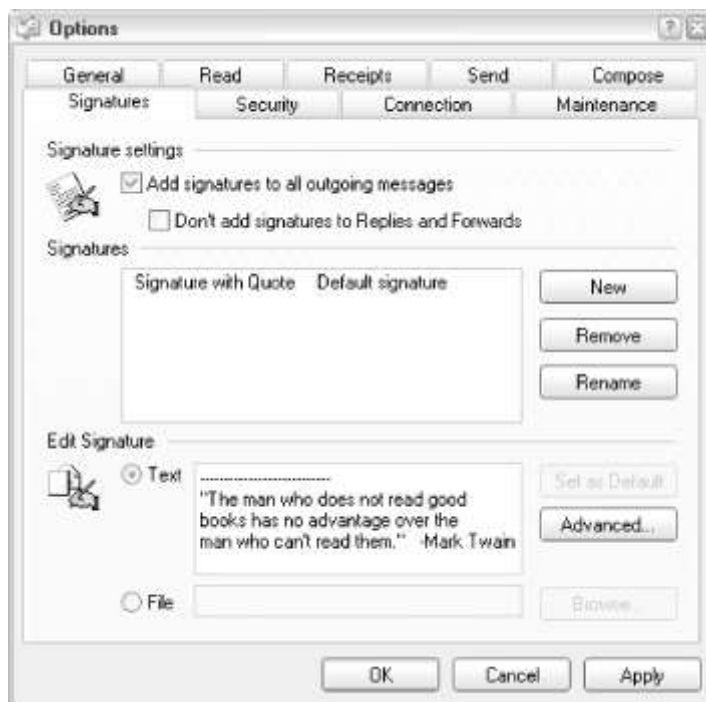 Options
General Read Receipts Send Compose
Signatures Security Connection Maintenance
Signature settings
Add signatures to all outgoing messages
Don't add signatures to Replies and Forwards
Signatures
Signature with Quote Default signature
New
Remove
Rename
Edit Signature
Text
----------------------------
"The man who does not read good
books has no advantage over the
man who can't read them." -Mark Twain
Set as Default
Advanced...
File
Browse...
OK Cancel Apply